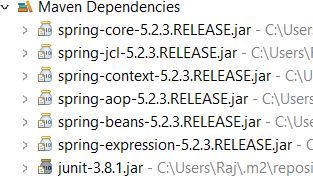 Maven Dependencies
spring-core-5.2.3.RELEASE.jar - C:\Users
spring-jcl-5.2.3.RELEASE.jar - C:\Users\R
spring-context-5.2.3.RELEASE.jar - C:\U
spring-aop-5.2.3.RELEASE.jar - C:\Users
spring-beans-5.2.3.RELEASE.jar - C:\Use
spring-expression-5.2.3.RELEASE.jar - C:
junit-3.8.1.jar - C:\Users\Raj\.m2\reposi